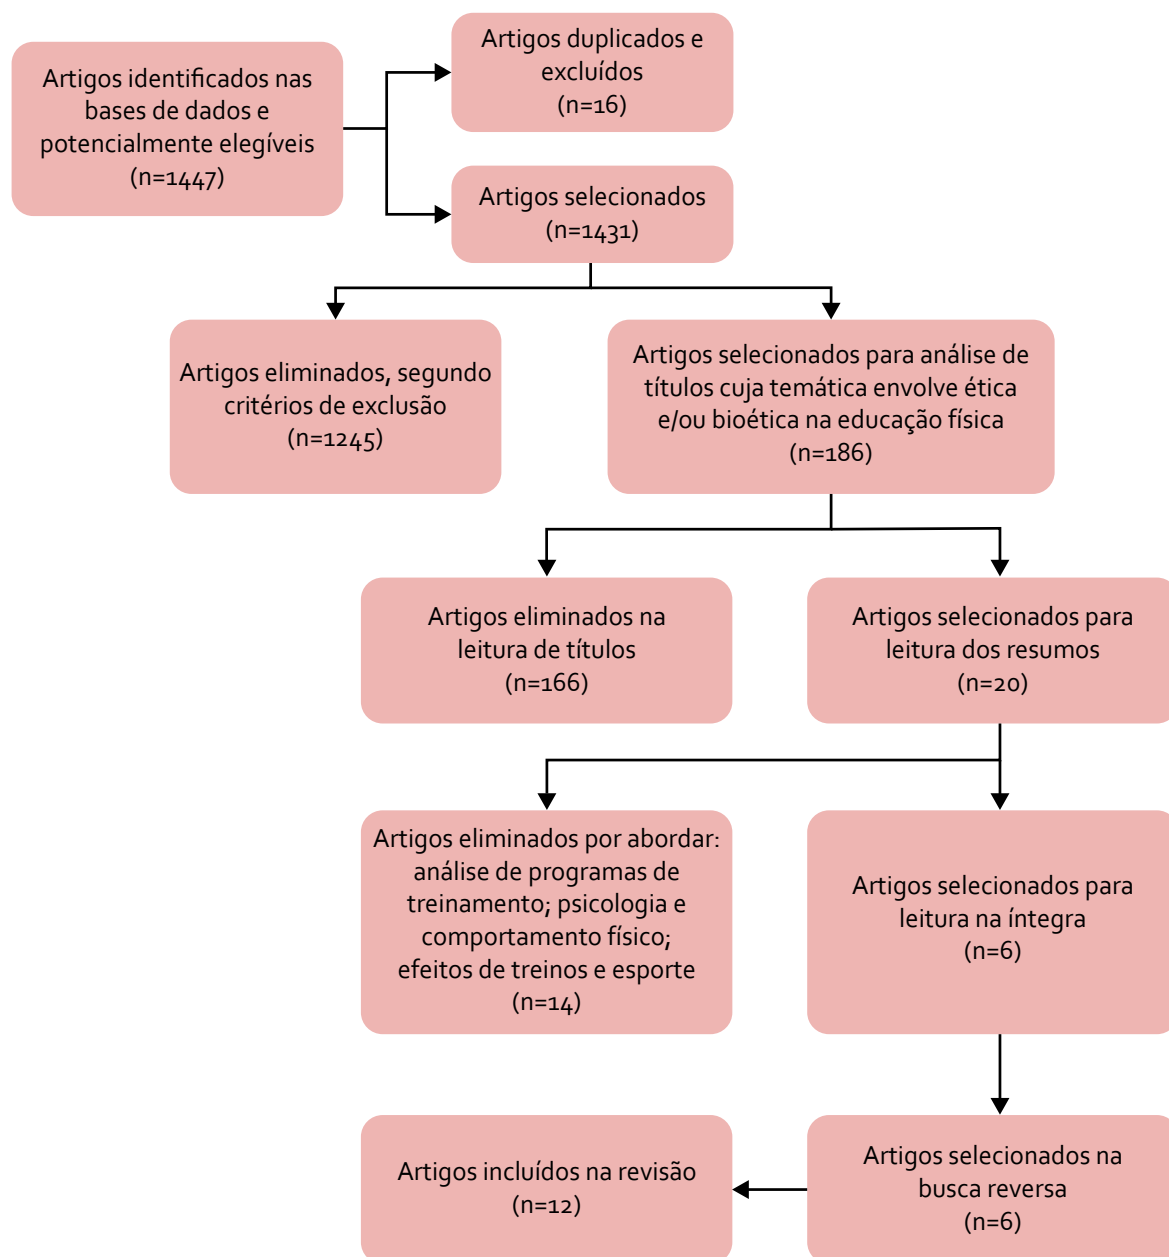 Artigos identificados nas
bases de dados e
potencialmente elegíveis
(n=1447)
Artigos duplicados e
excluídos
(n=16)
Artigos selecionados
(n=1431)
Artigos eliminados, segundo
critérios de exclusão
(n=1245)
Artigos selecionados para análise de
títulos cuja temática envolve ética
e/ou bioética na educação física
(n=186)
Artigos eliminados na
leitura de títulos
(n=166)
Artigos selecionados para
leitura dos resumos
(n=20)
Artigos eliminados por abordar:
análise de programas de
treinamento; psicologia e
comportamento físico;
efeitos de treinos e esporte
(n=14)
Artigos selecionados para
leitura na íntegra
(n=6)
Artigos selecionados na
busca reversa
(n=6)
Artigos incluídos na revisão
(n=12)